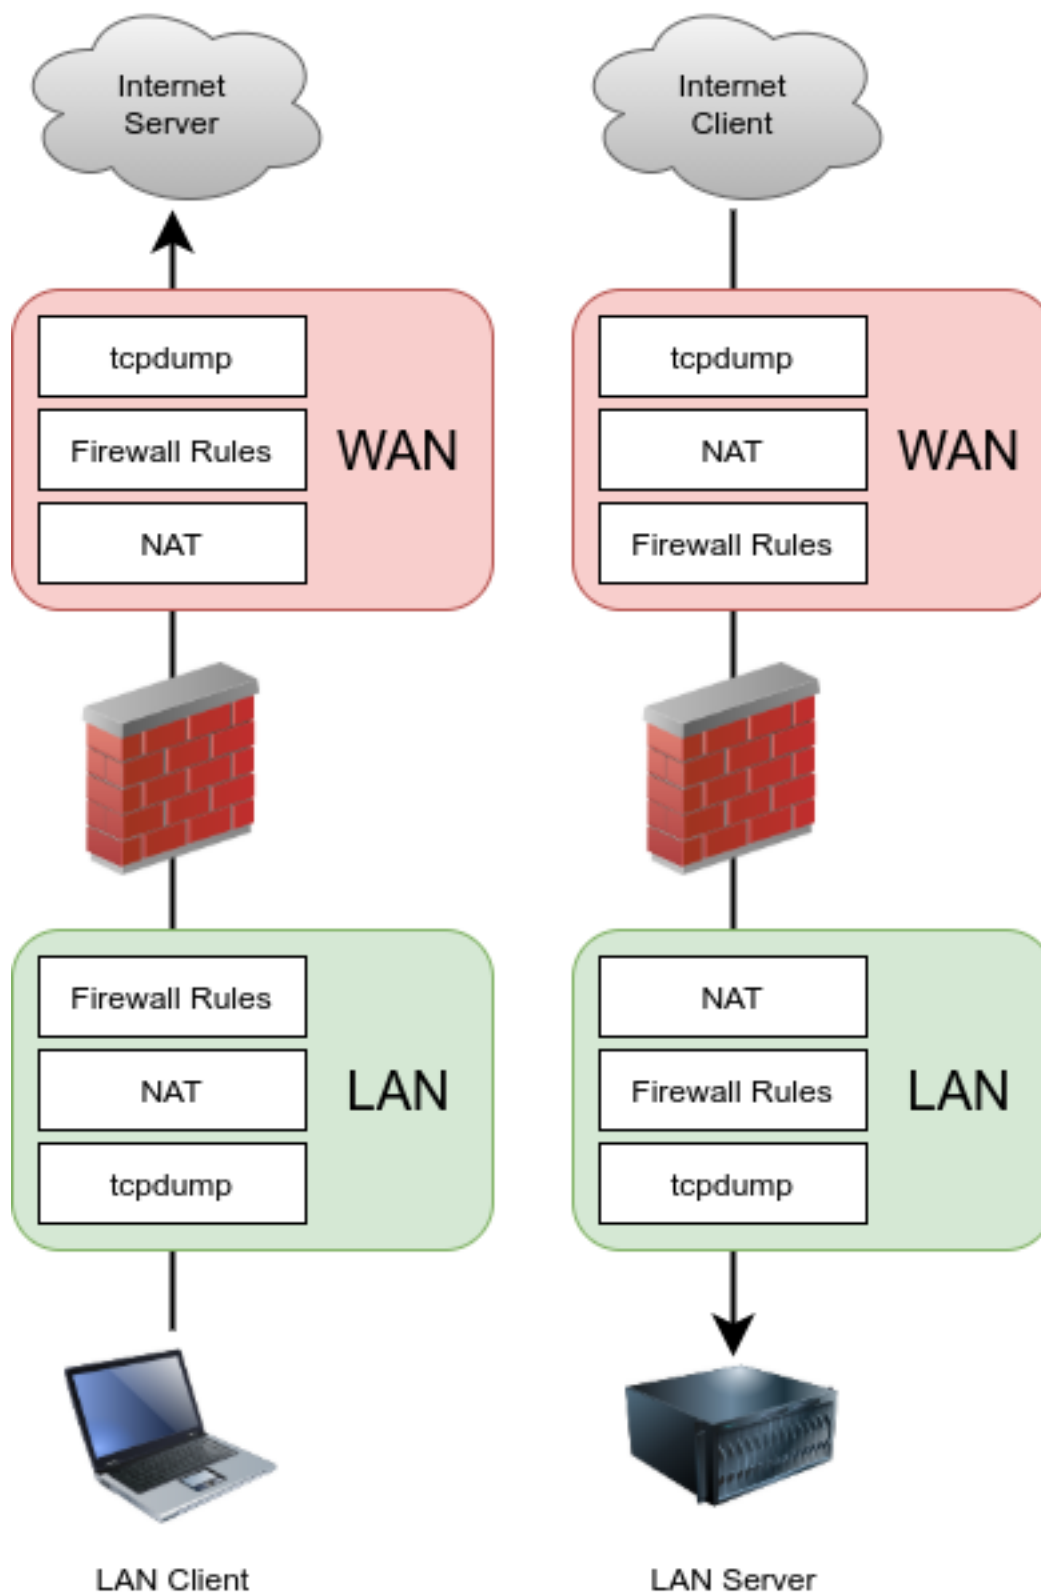 Internet
Server
tcpdump
Firewall Rules
NAT
WAN
Firewall Rules
NAT
tcpdump
LAN
LAN Client
Internet
Client
tcpdump
NAT
Firewall Rules
WAN
NAT
Firewall Rules
tcpdump
LAN
LAN Server